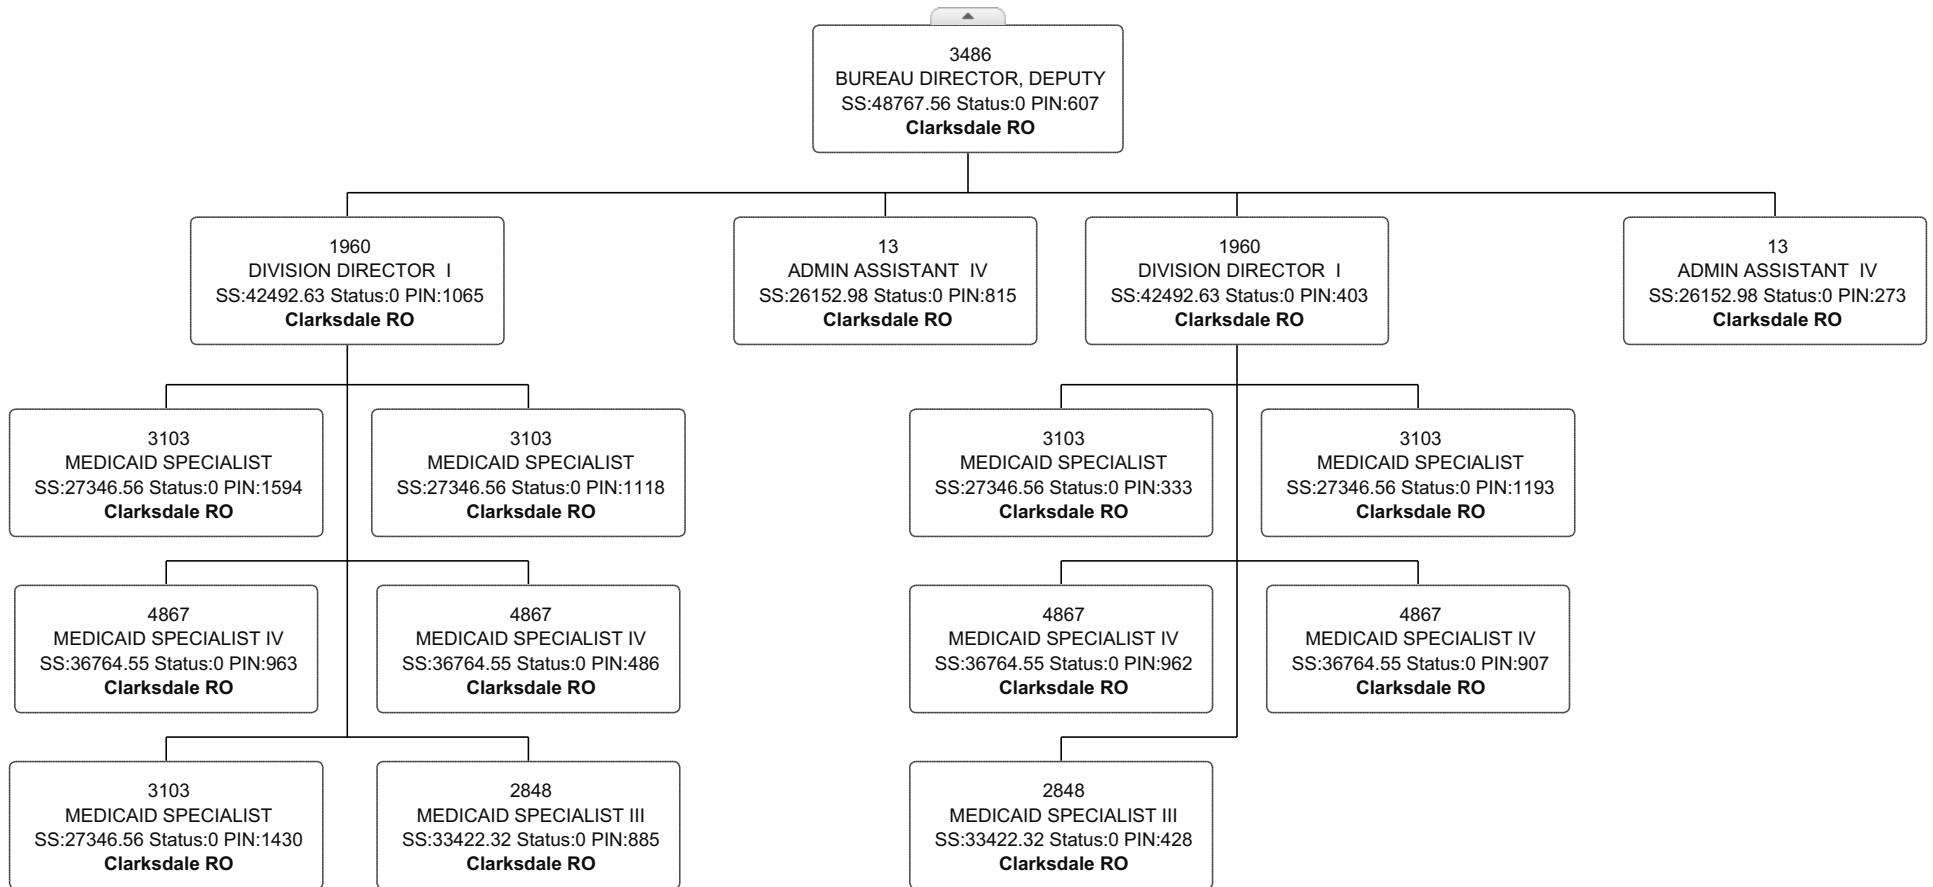 3486
BUREAU DIRECTOR, DEPUTY
SS:48767.56 Status:0 PIN:607
Clarksdale RO
1960
DIVISION DIRECTOR I
SS:42492.63 Status:0 PIN:1065
Clarksdale RO
13
ADMIN ASSISTANT IV
SS:26152.98 Status:0 PIN:815
Clarksdale RO
1960
DIVISION DIRECTOR I
SS:42492.63 Status:0 PIN:403
Clarksdale RO
13
ADMIN ASSISTANT IV
SS:26152.98 Status:0 PIN:273
Clarksdale RO
3103
MEDICAID SPECIALIST
SS:27346.56 Status:0 PIN:1594
Clarksdale RO
3103
MEDICAID SPECIALIST
SS:27346.56 Status:0 PIN:1118
Clarksdale RO
3103
MEDICAID SPECIALIST
SS:27346.56 Status:0 PIN:333
Clarksdale RO
3103
MEDICAID SPECIALIST
SS:27346.56 Status:0 PIN:1193
Clarksdale RO
4867
MEDICAID SPECIALIST IV
SS:36764.55 Status:0 PIN:963
Clarksdale RO
4867
MEDICAID SPECIALIST IV
SS:36764.55 Status:0 PIN:486
Clarksdale RO
4867
MEDICAID SPECIALIST IV
SS:36764.55 Status:0 PIN:962
Clarksdale RO
4867
MEDICAID SPECIALIST IV
SS:36764.55 Status:0 PIN:907
Clarksdale RO
3103
MEDICAID SPECIALIST
SS:27346.56 Status:0 PIN:1430
Clarksdale RO
2848
MEDICAID SPECIALIST III
SS:33422.32 Status:0 PIN:885
Clarksdale RO
2848
MEDICAID SPECIALIST III
SS:33422.32 Status:0 PIN:428
Clarksdale RO